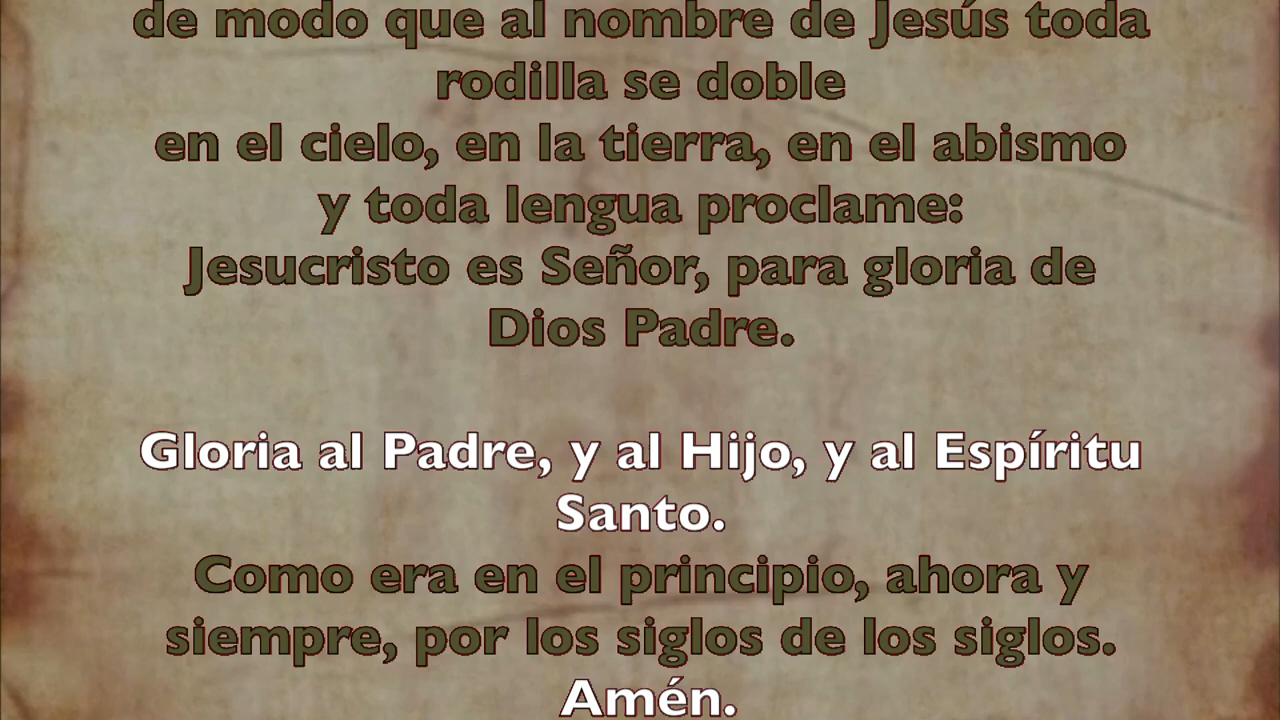 de modo que al nombre de Jesús toda
rodilla se doble
en el cielo, en la tierra, en el abismo
y toda lengua proclame:
Jesucristo es Señor, para gloria de
Dios Padre.
Gloria al Padre, y al Hijo, y al Espíritu
Santo.
Como era en el principio, ahora y
siempre, por los siglos de los siglos.
Amén.